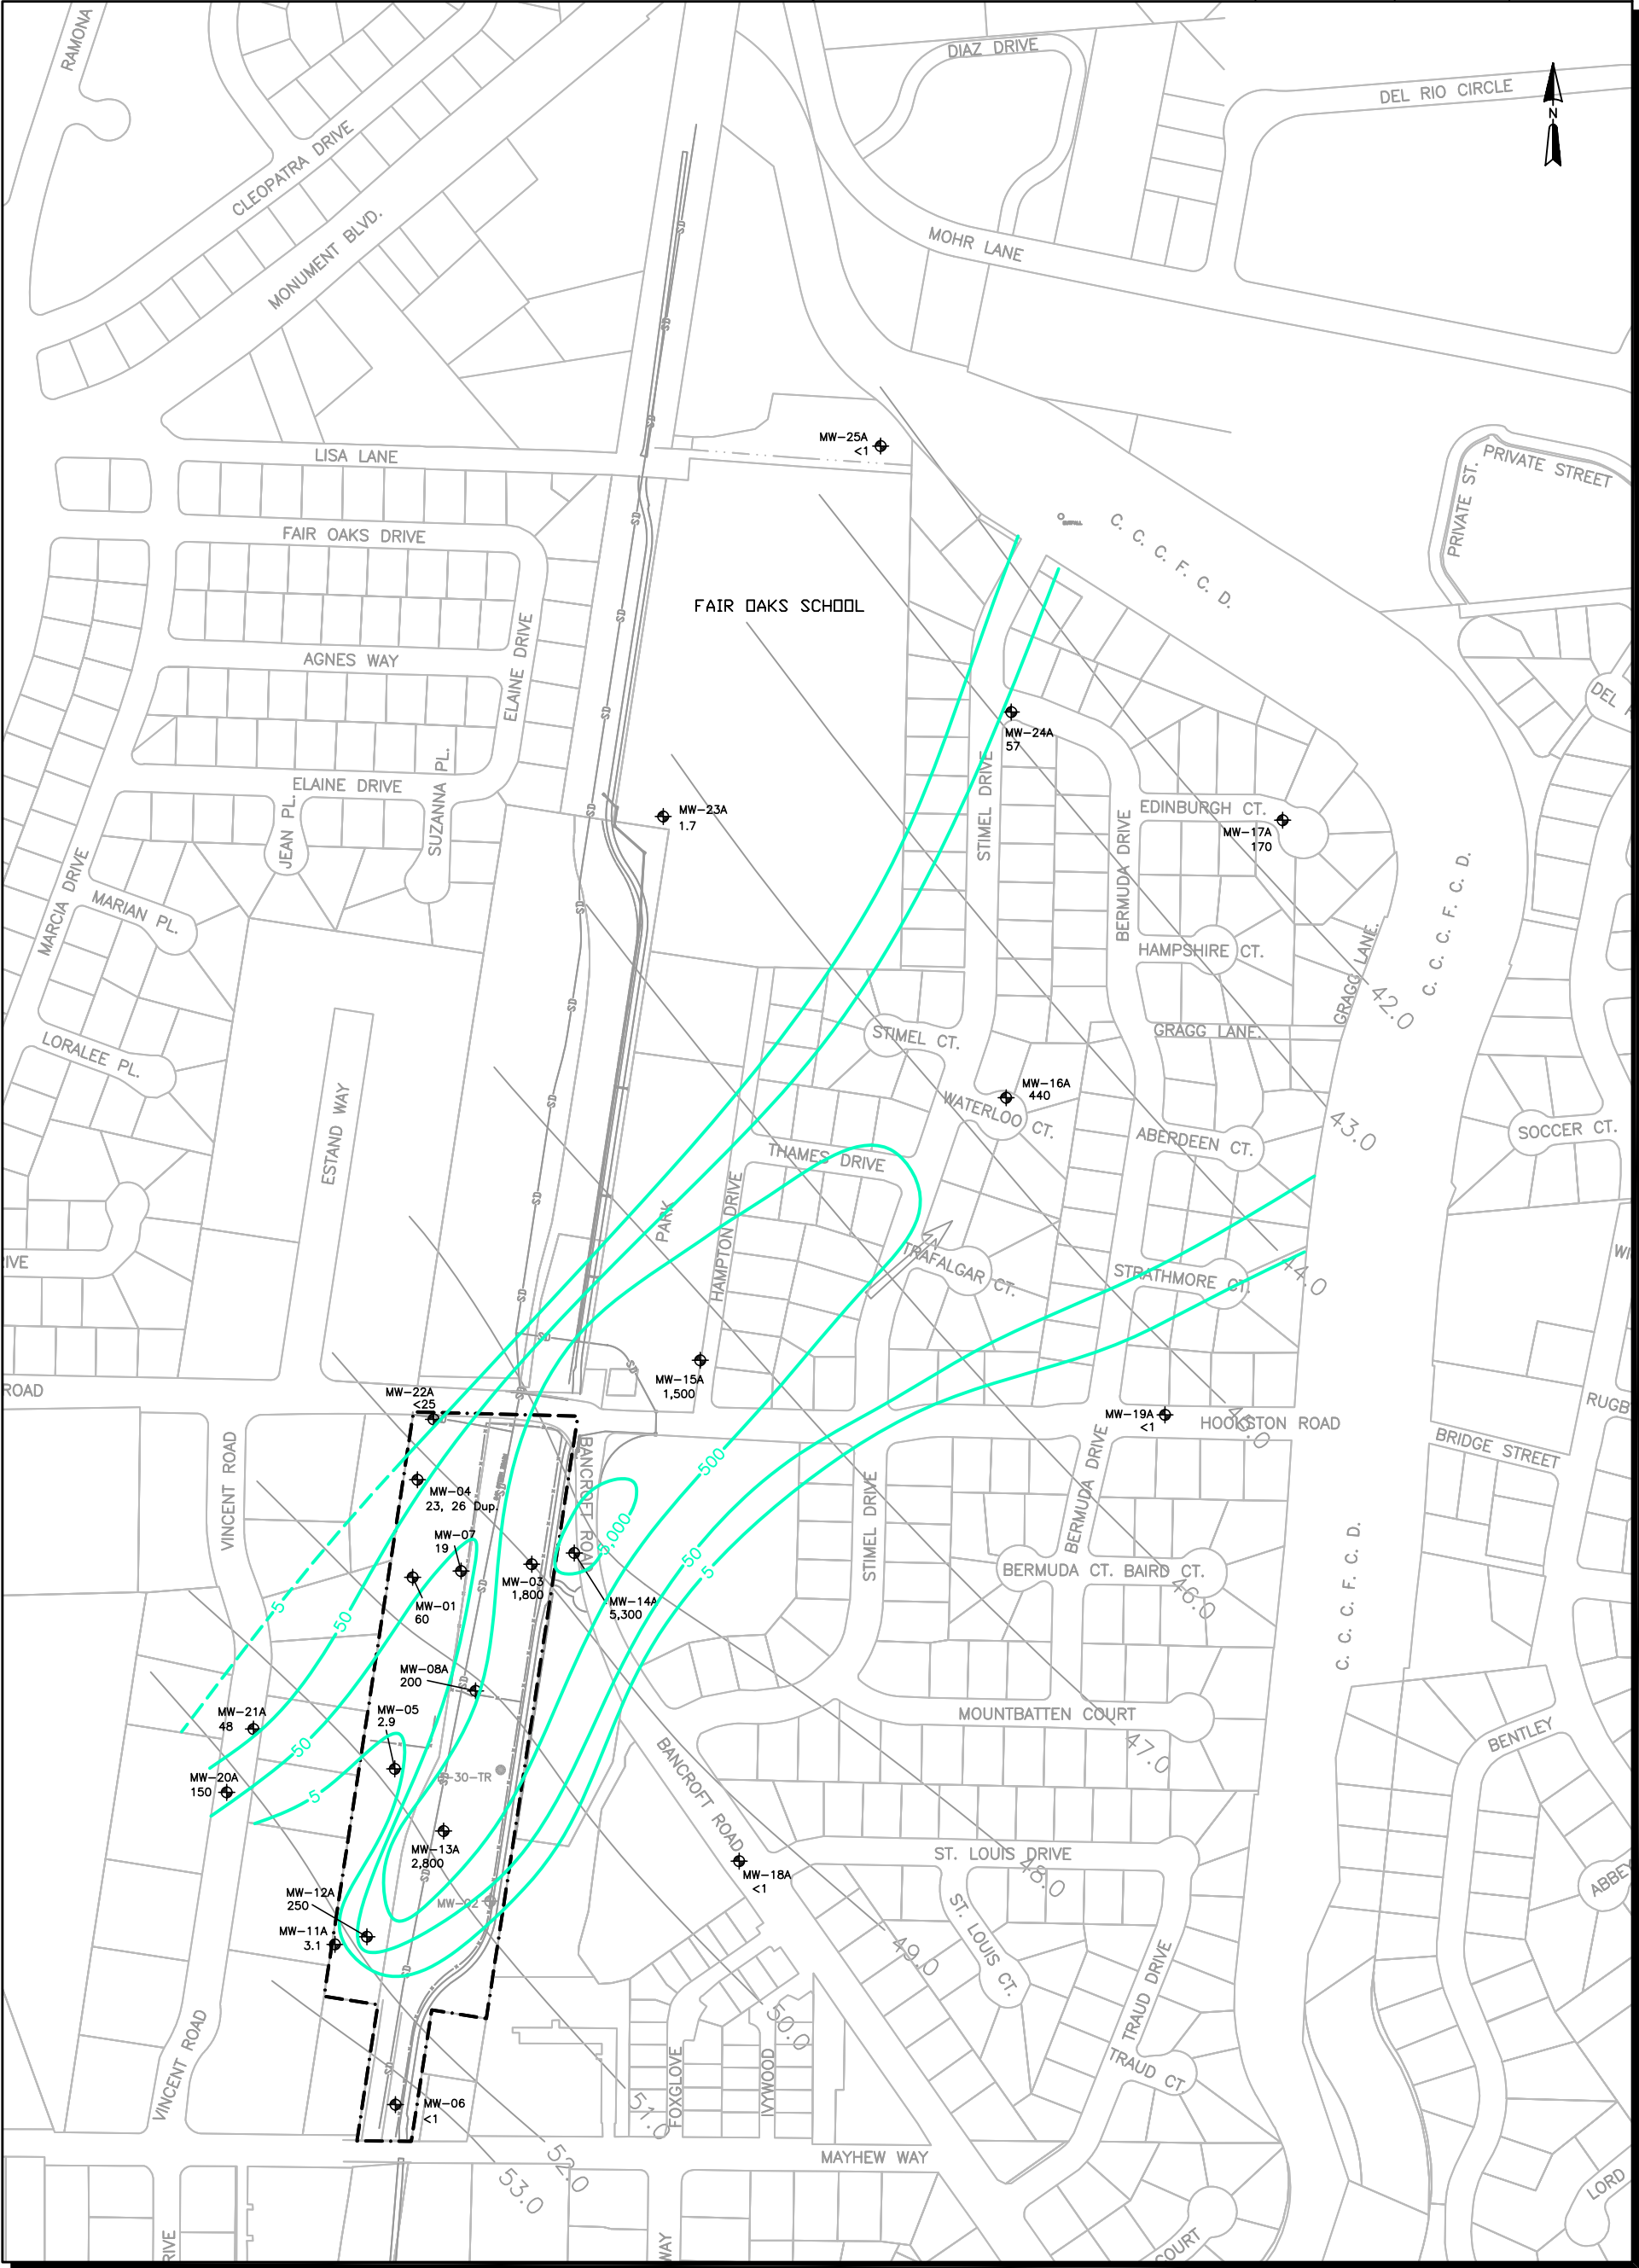 RAMONA
DIAZ DRIVE
DEL RIO CIRCLE
N
CLEOPATRA DRIVE
MONUMENT BLVD.
MOHR LANE
MW-25A
<1
LISA LANE
PRIVATE ST.
PRIVATE STREET
FAIR OAKS DRIVE
C. C. C. F. C. D.
FAIR OAKS SCHOOL
AGNES WAY
ELAINE DRIVE
MW-24A
57
STIMEL DRIVE
ELAINE DRIVE
JEAN PL.
SUZANNA PL.
MW-23A
1.7
BERMUDA DRIVE
EDINBURGH CT.
MW-17A
170
MARCIA DRIVE
MARIAN PL.
HAMPSHIRE CT.
GRAGG LANE.
C. C. C. F. C. D.
42.0
LORALEE PL.
STIMEL CT.
GRAGG LANE.
ESTAND WAY
MW-16A
440
WATERLOO CT.
ABERDEEN CT.
43.0
SOCCER CT.
THAMES DRIVE
PARK
HAMPTON DRIVE
TRAFALGAR CT.
STRATHMORE CT.
44.0
IVE
MW-15A
1,500
ROAD
MW-22A
<25
MW-19A
<1
HOOKSTON ROAD
45.0
RUGB
BRIDGE STREET
VINCENT ROAD
MW-04
23, 26 Dup.
BANCROFT ROAD
5,000
500
STIMEL DRIVE
BERMUDA DRIVE
MW-07
19
MW-03
1,800
MW-01
60
MW-14A
5,300
50
5
BERMUDA CT.
BAIRD CT.
46.0
C. C. C. F. C. D.
5
50
MW-08A
200
MW-05
2.9
MW-21A
48
50
MW-20A
150
5
30-TR
MOUNTBATTEN COURT
47.0
BENTLEY
BANCROFT ROAD
MW-13A
2,800
MW-18A
<1
ST. LOUIS DRIVE
48.0
ABBEY
MW-12A
250
MW-02
MW-11A
3.1
ST. LOUIS CT.
49.0
TRAUD DRIVE
50.0
VINCENT ROAD
MW-06
<1
FOXGLOVE
IVYWOOD
51.0
TRAUD CT
MAYHEW WAY
52.0
53.0
LORD
RIVE
WAY
COURT
SD